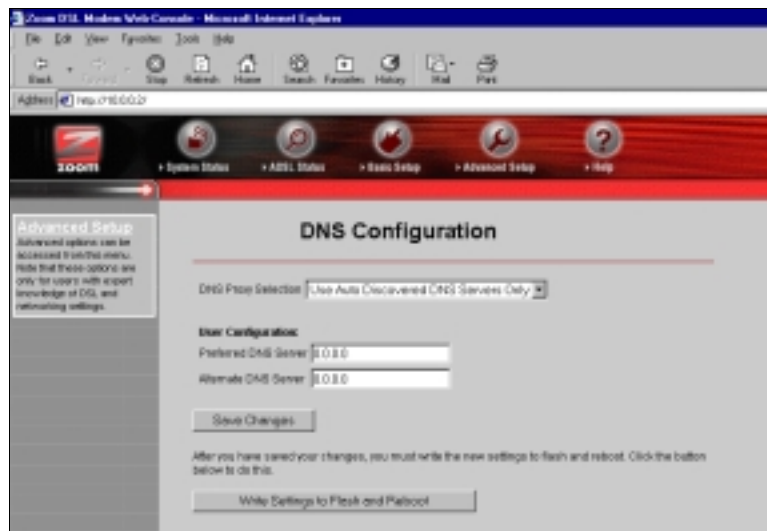 Zoom DSL Modem Web Console - Microsoft Internet Explorer
File Edit View Favorites Tools Help
Back Forward Stop Refresh Home Search Favorites History Mail Print
Address http://10.0.0.2/
ZOOM
System Status
ADSL Status
Basic Setup
Advanced Setup
Help
Advanced Setup
Advanced options can be
accessed from this menu.
Note that these options are
only for users with expert
knowledge of DSL and
networking settings.
DNS Configuration
DNS Proxy Selection Use Auto Discovered DNS Servers Only
User Configuration:
Preferred DNS Server 0.0.0.0
Alternate DNS Server 0.0.0.0
Save Changes
After you have saved your changes, you must write the new settings to flash and reboot. Click the button
below to do this.
Write Settings to Flash and Reboot